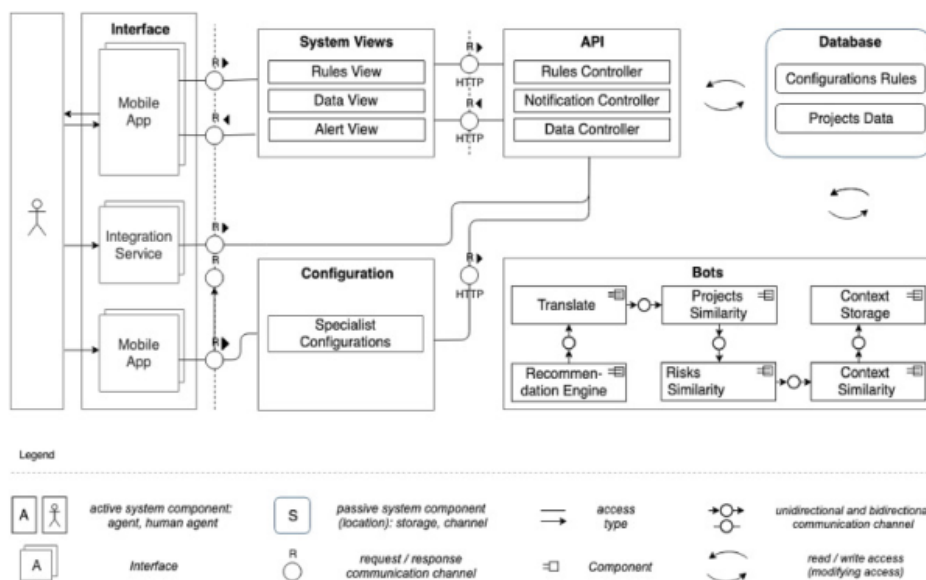 Interface
System Views
API
Database
R
R
Rules View
HTTP
Rules Controller
Configurations Rules
Mobile
App
Data View
Notification Controller
R
R
Alert View
HTTP
Data Controller
Projects Data
Integration
Service
R
R
Configuration
R
HTTP
Bots
Specialist
Configurations
Translate
Projects
Similarity
Context
Storage
Mobile
App
R
Recommen-
dation Engine
Risks
Similarity
Context
Similarity
Legend
A
active system component:
agent, human agent
S
passive system component
(location): storage, channel
access
type
unidirectional and bidirectional
communication channel
A
Interface
R
request / response
communication channel
Component
read / write access
(modifying access)